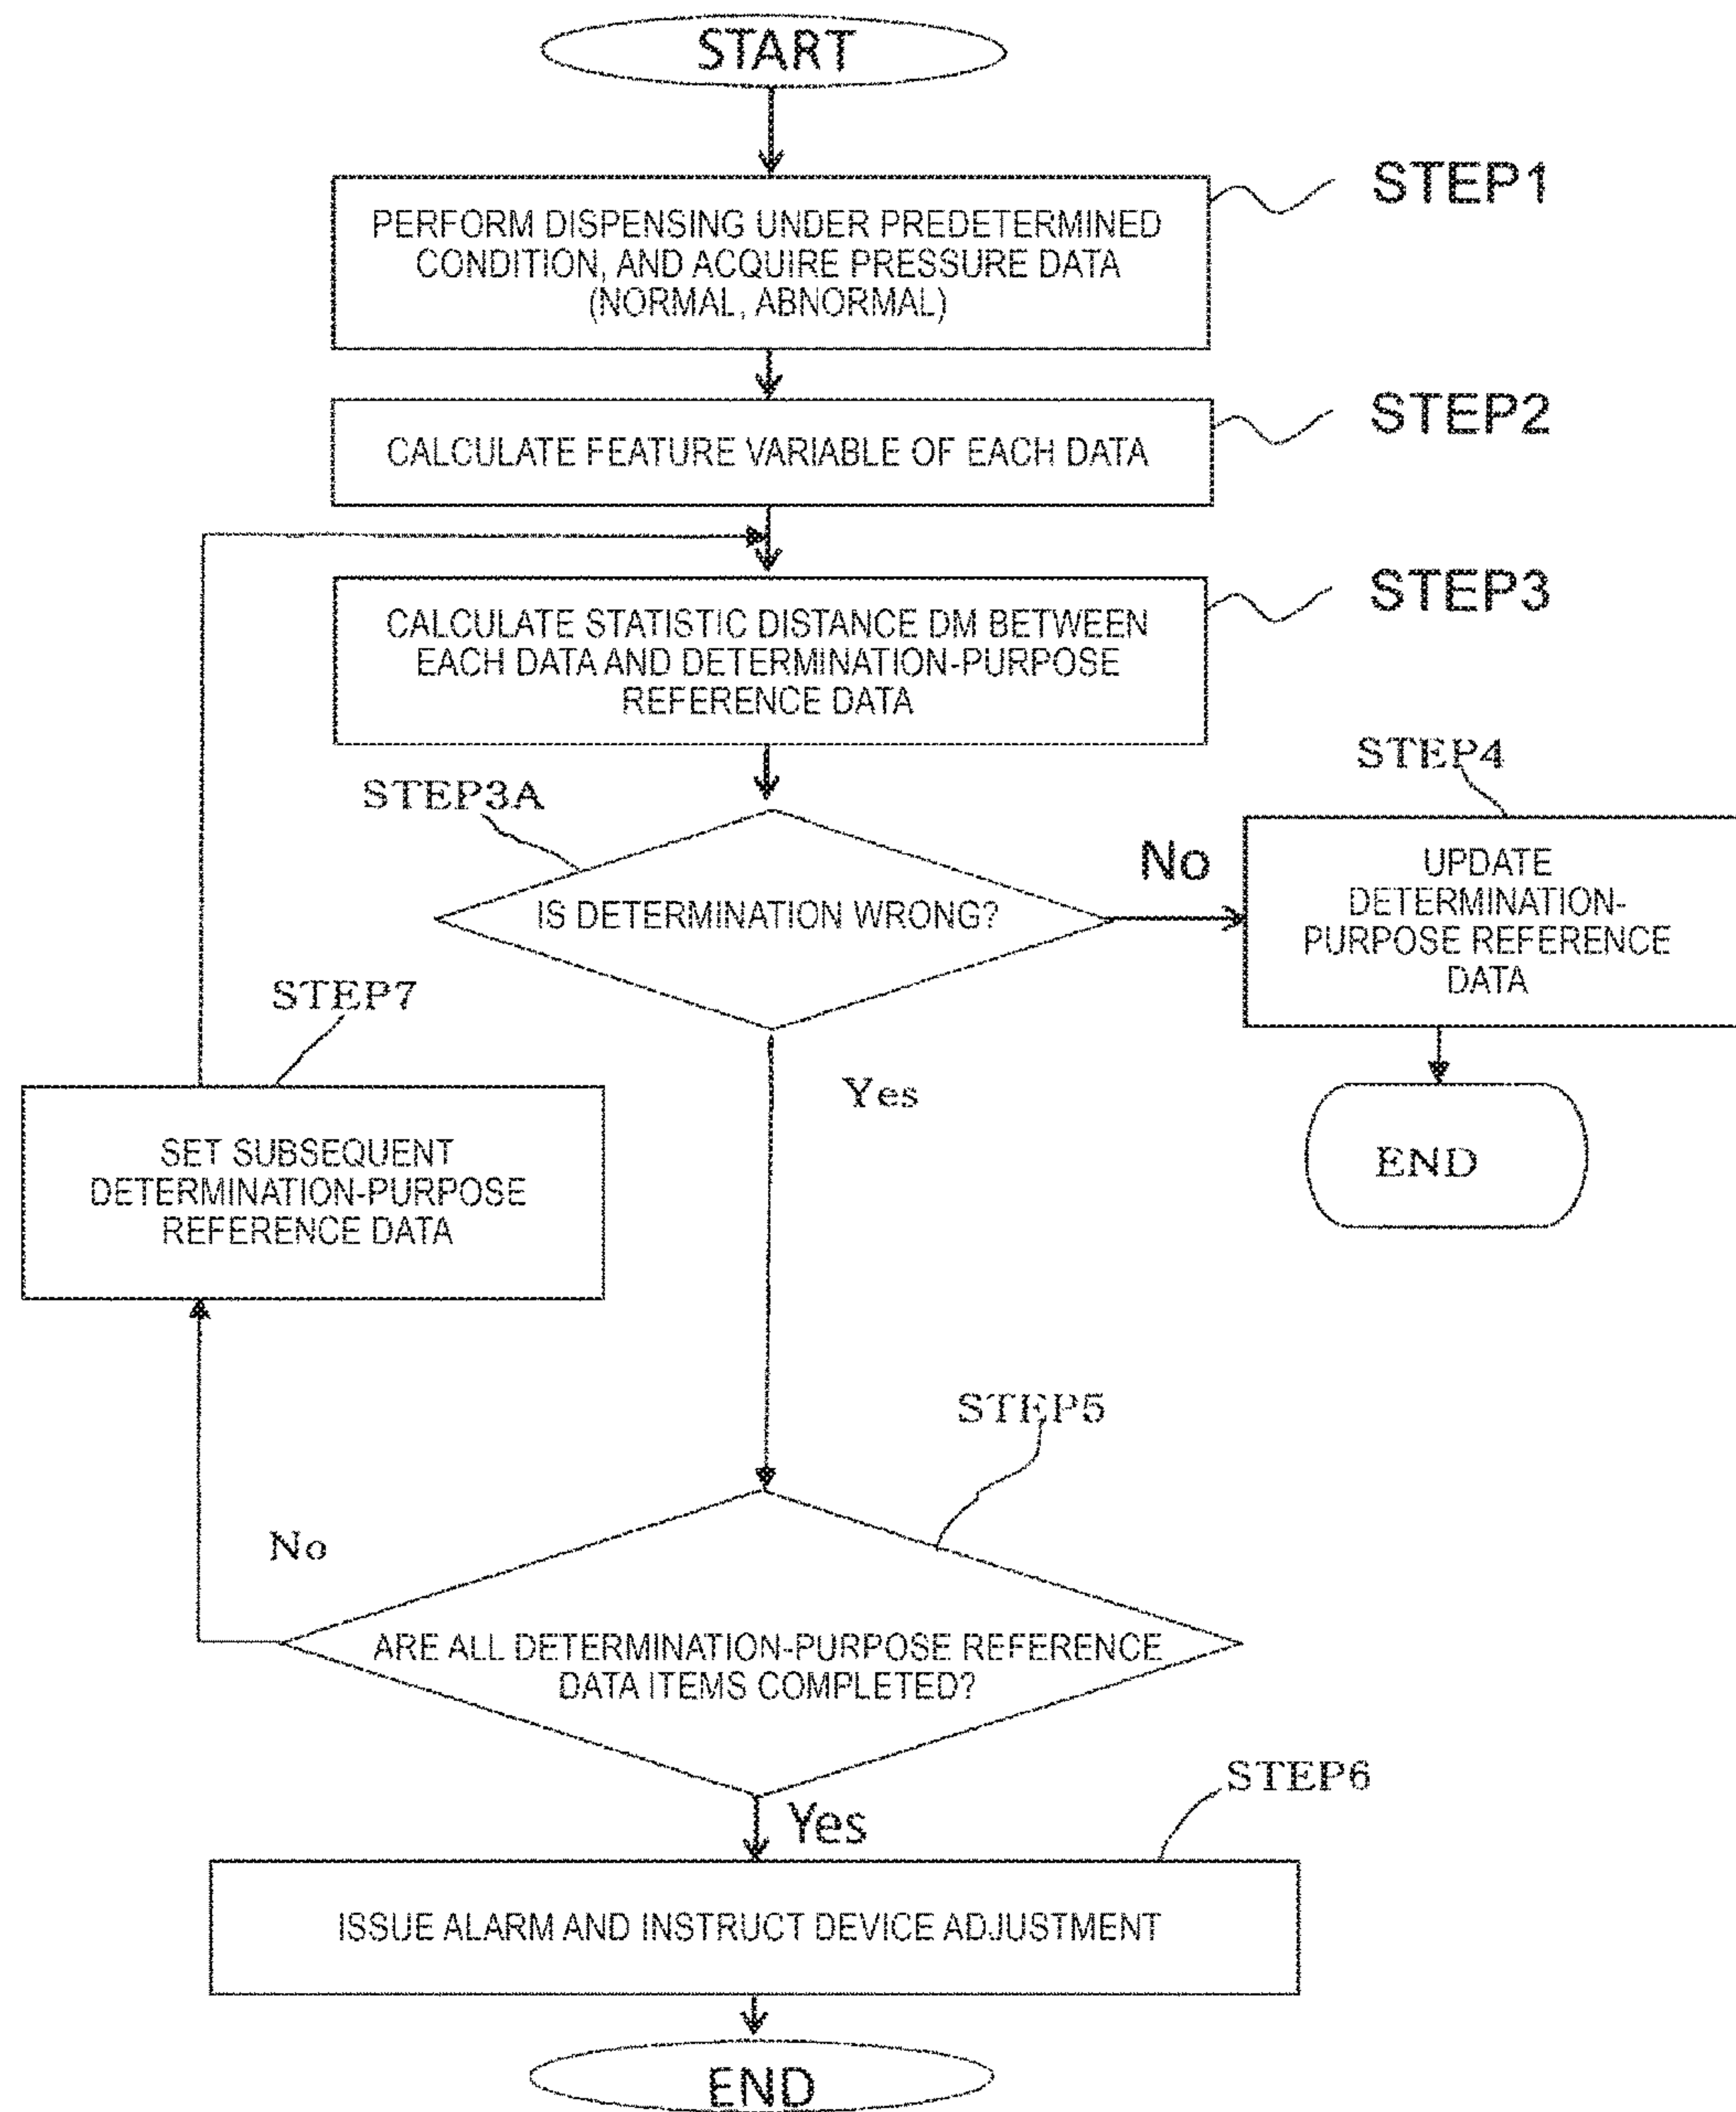 START
STEP1
PERFORM DISPENSING UNDER PREDETERMINED
CONDITION, AND ACQUIRE PRESSURE DATA
(NORMAL, ABNORMAL)
STEP2
CALCULATE FEATURE VARIABLE OF EACH DATA
STEP3
CALCULATE STATISTIC DISTANCE DM BETWEEN
EACH DATA AND DETERMINATION-PURPOSE
REFERENCE DATA
STEP3A
IS DETERMINATION WRONG?
No
STEP4
UPDATE
DETERMINATION-
PURPOSE REFERENCE
DATA
END
Yes
STEP7
SET SUBSEQUENT
DETERMINATION-PURPOSE
REFERENCE DATA
STEP5
No
ARE ALL DETERMINATION-PURPOSE REFERENCE
DATA ITEMS COMPLETED?
Yes
STEP6
ISSUE ALARM AND INSTRUCT DEVICE ADJUSTMENT
END